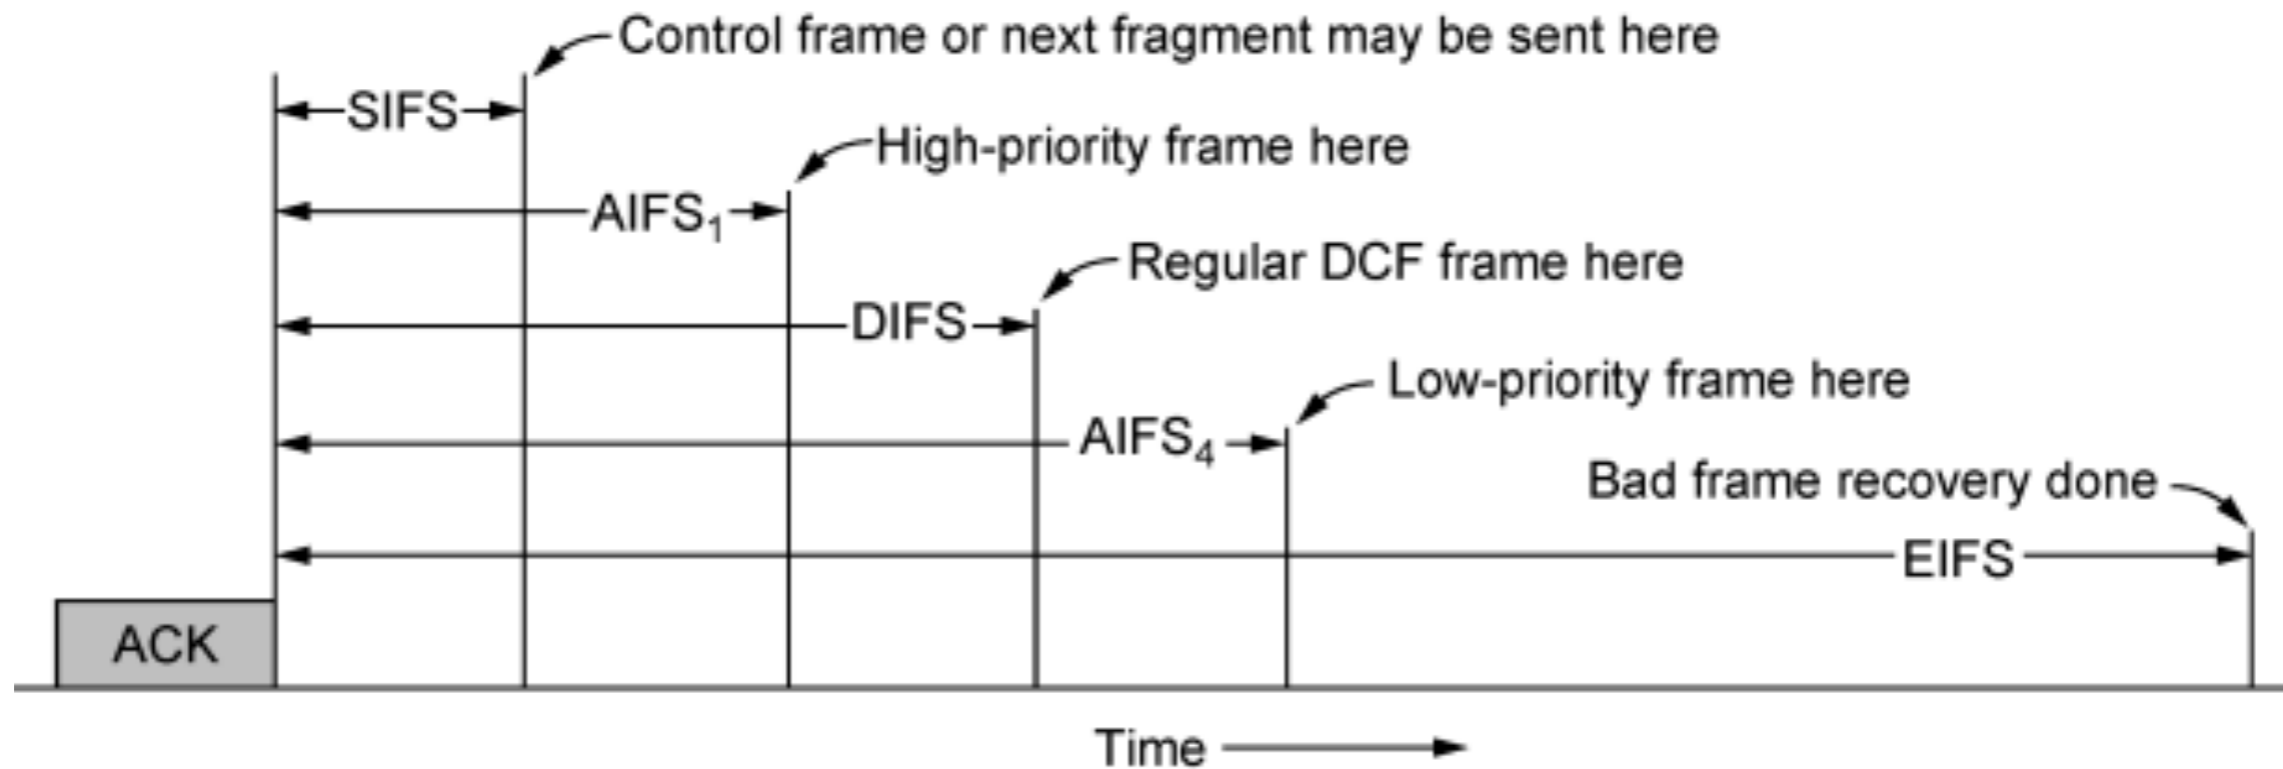 Control frame or next fragment may be sent here
SIFS
High-priority frame here
AIFS1
Regular DCF frame here
DIFS
Low-priority frame here
AIFS4
Bad frame recovery done
EIFS
ACK
Time